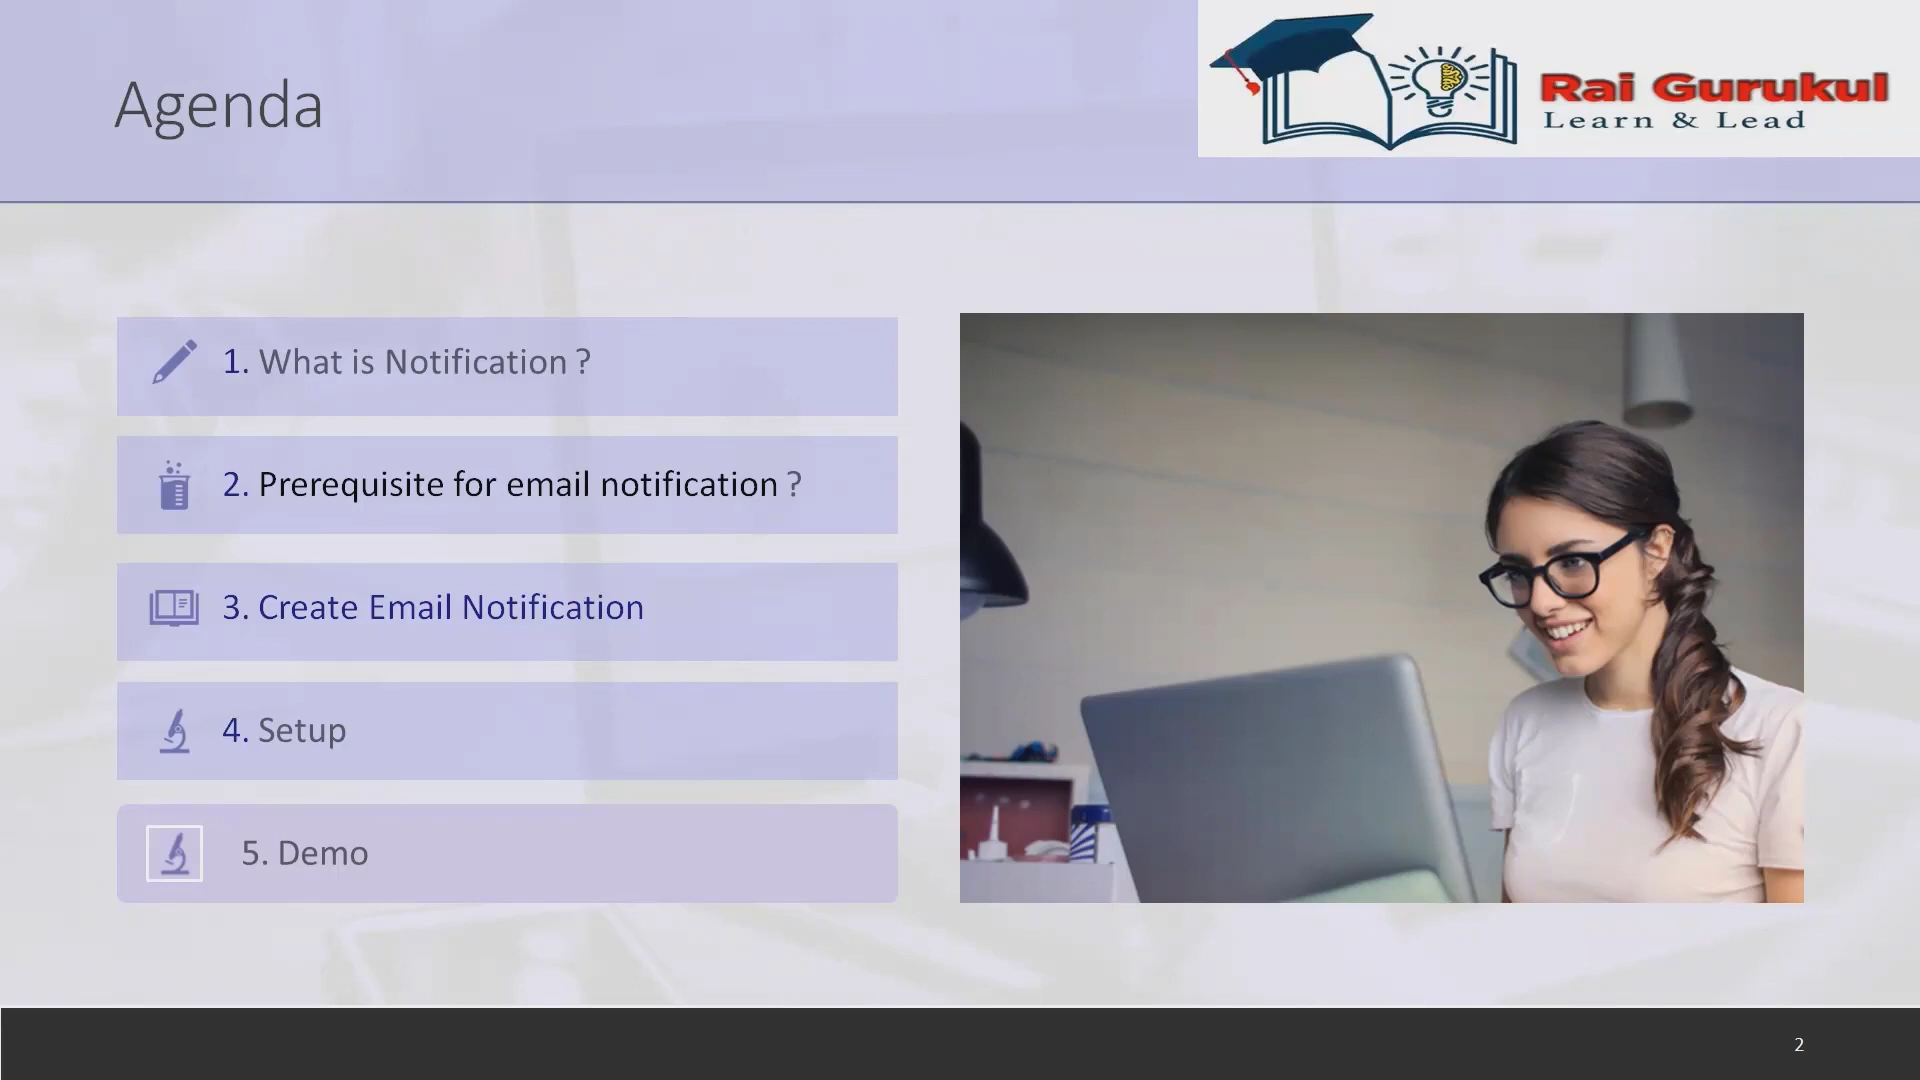 Agenda
Rai Gurukul
Learn & Lead
1. What is Notification ?
2. Prerequisite for email notification ?
3. Create Email Notification
4. Setup
5. Demo
2